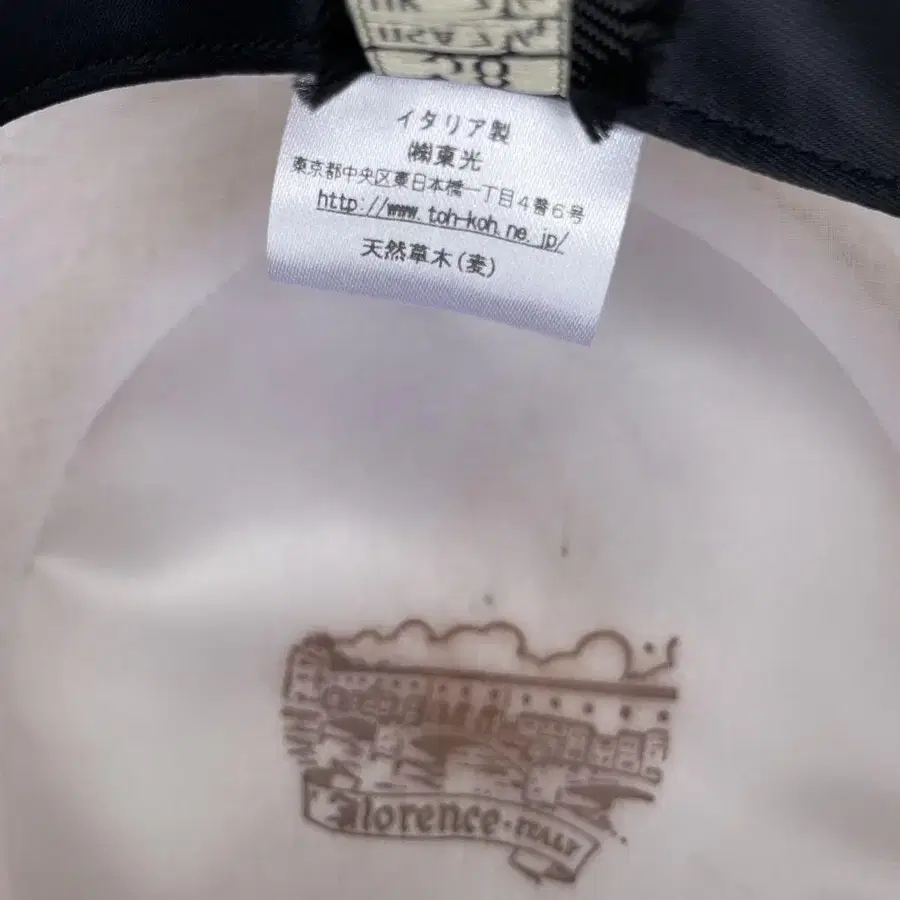 イタリア製
㈱東光
東京都中央区東日本橋一丁目4番6号
http://www.toh-koh.ne.jp/
天然草木(麦)
Florence-ITALY